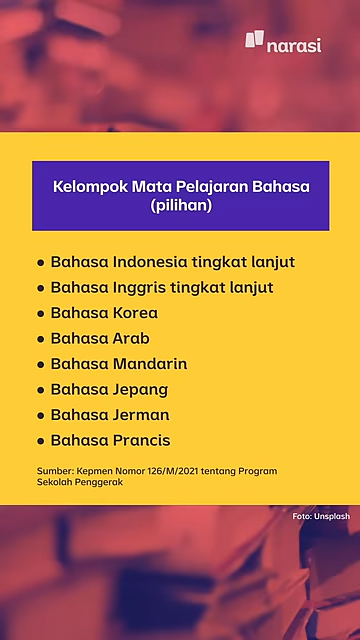 narasi
Kelompok Mata Pelajaran Bahasa
(pilihan)
• Bahasa Indonesia tingkat lanjut
• Bahasa Inggris tingkat lanjut
• Bahasa Korea
• Bahasa Arab
• Bahasa Mandarin
• Bahasa Jepang
• Bahasa Jerman
• Bahasa Prancis
Sumber: Kepmen Nomor 126/M/2021 tentang Program
Sekolah Penggerak
Foto: Unsplash